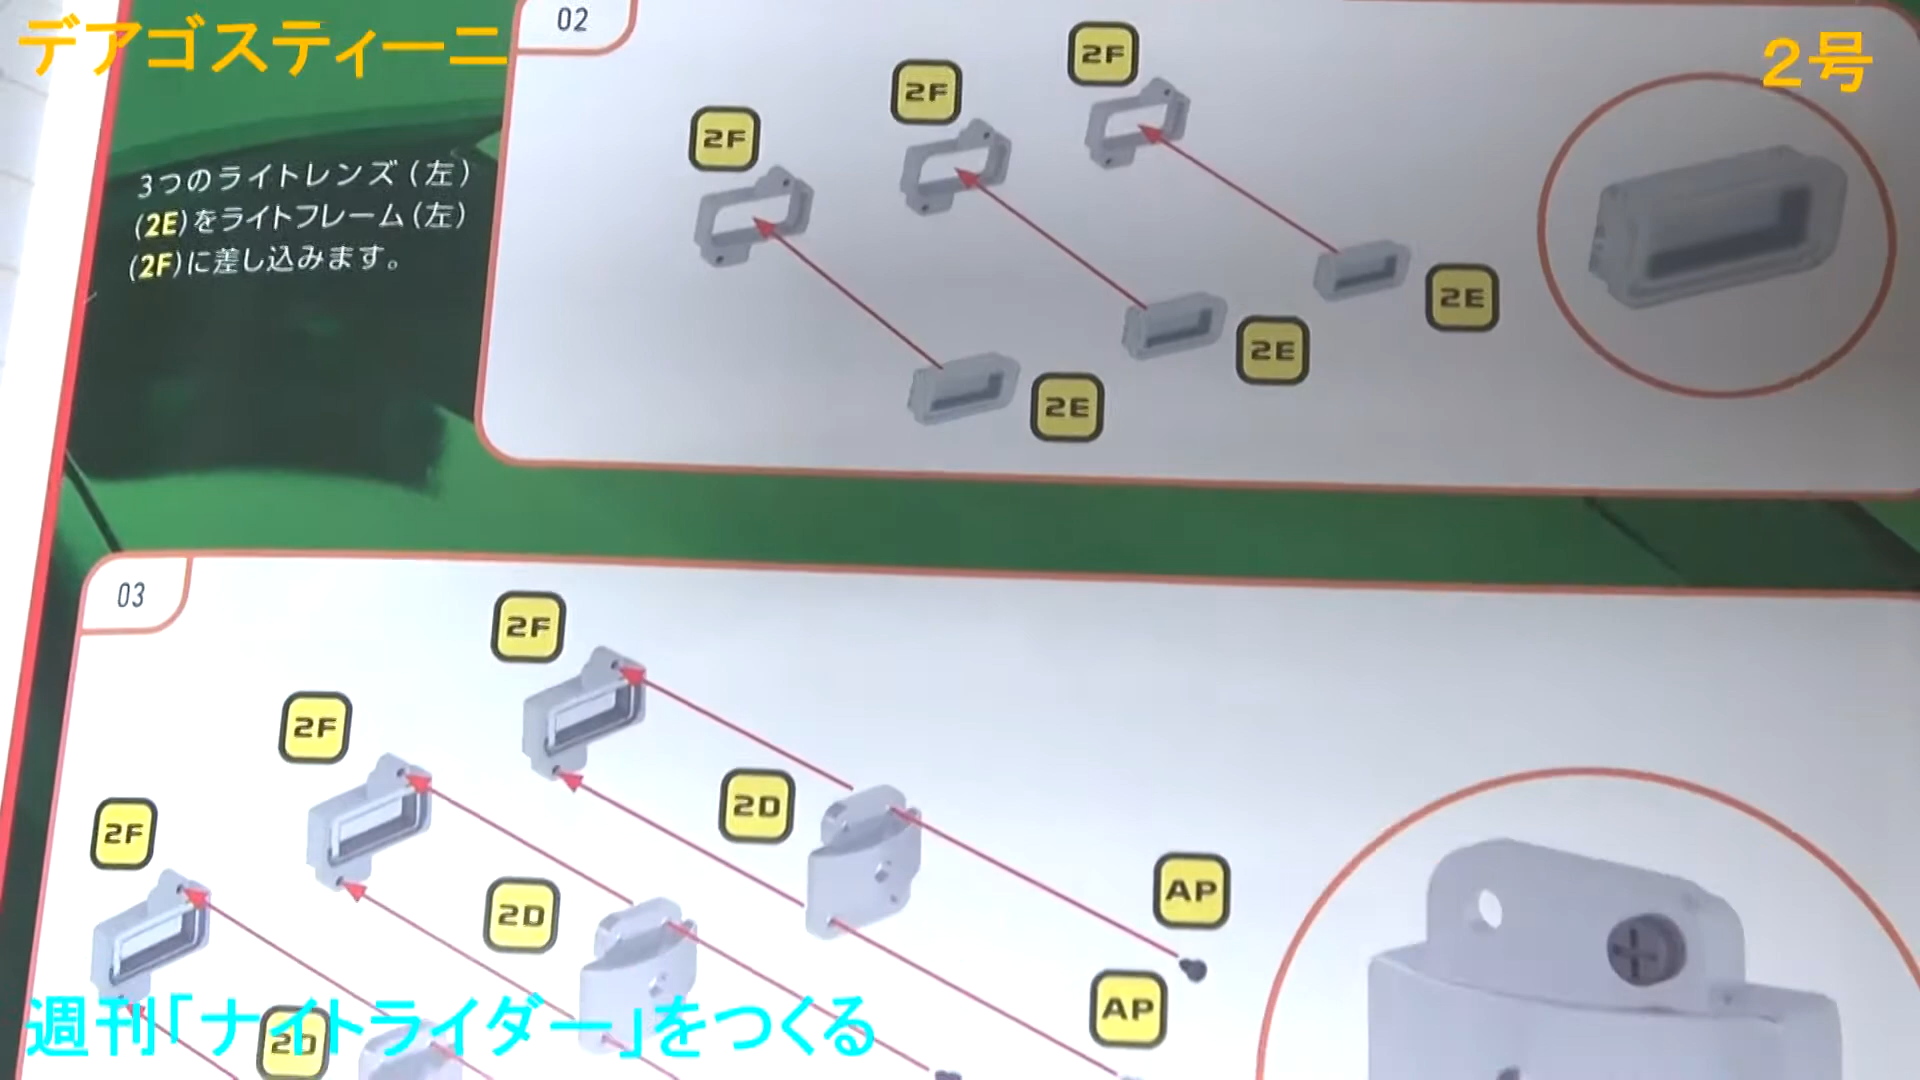 デアゴスティーニ
2号
02
2F
2F
2F
3つのライトレンズ(左)
(2E)をライトフレーム(左)
(2F)に差し込みます。
2E
2E
2E
03
2F
2F
2F
2D
2D
2D
AP
AP
週刊「ナイトライダー」をつくる